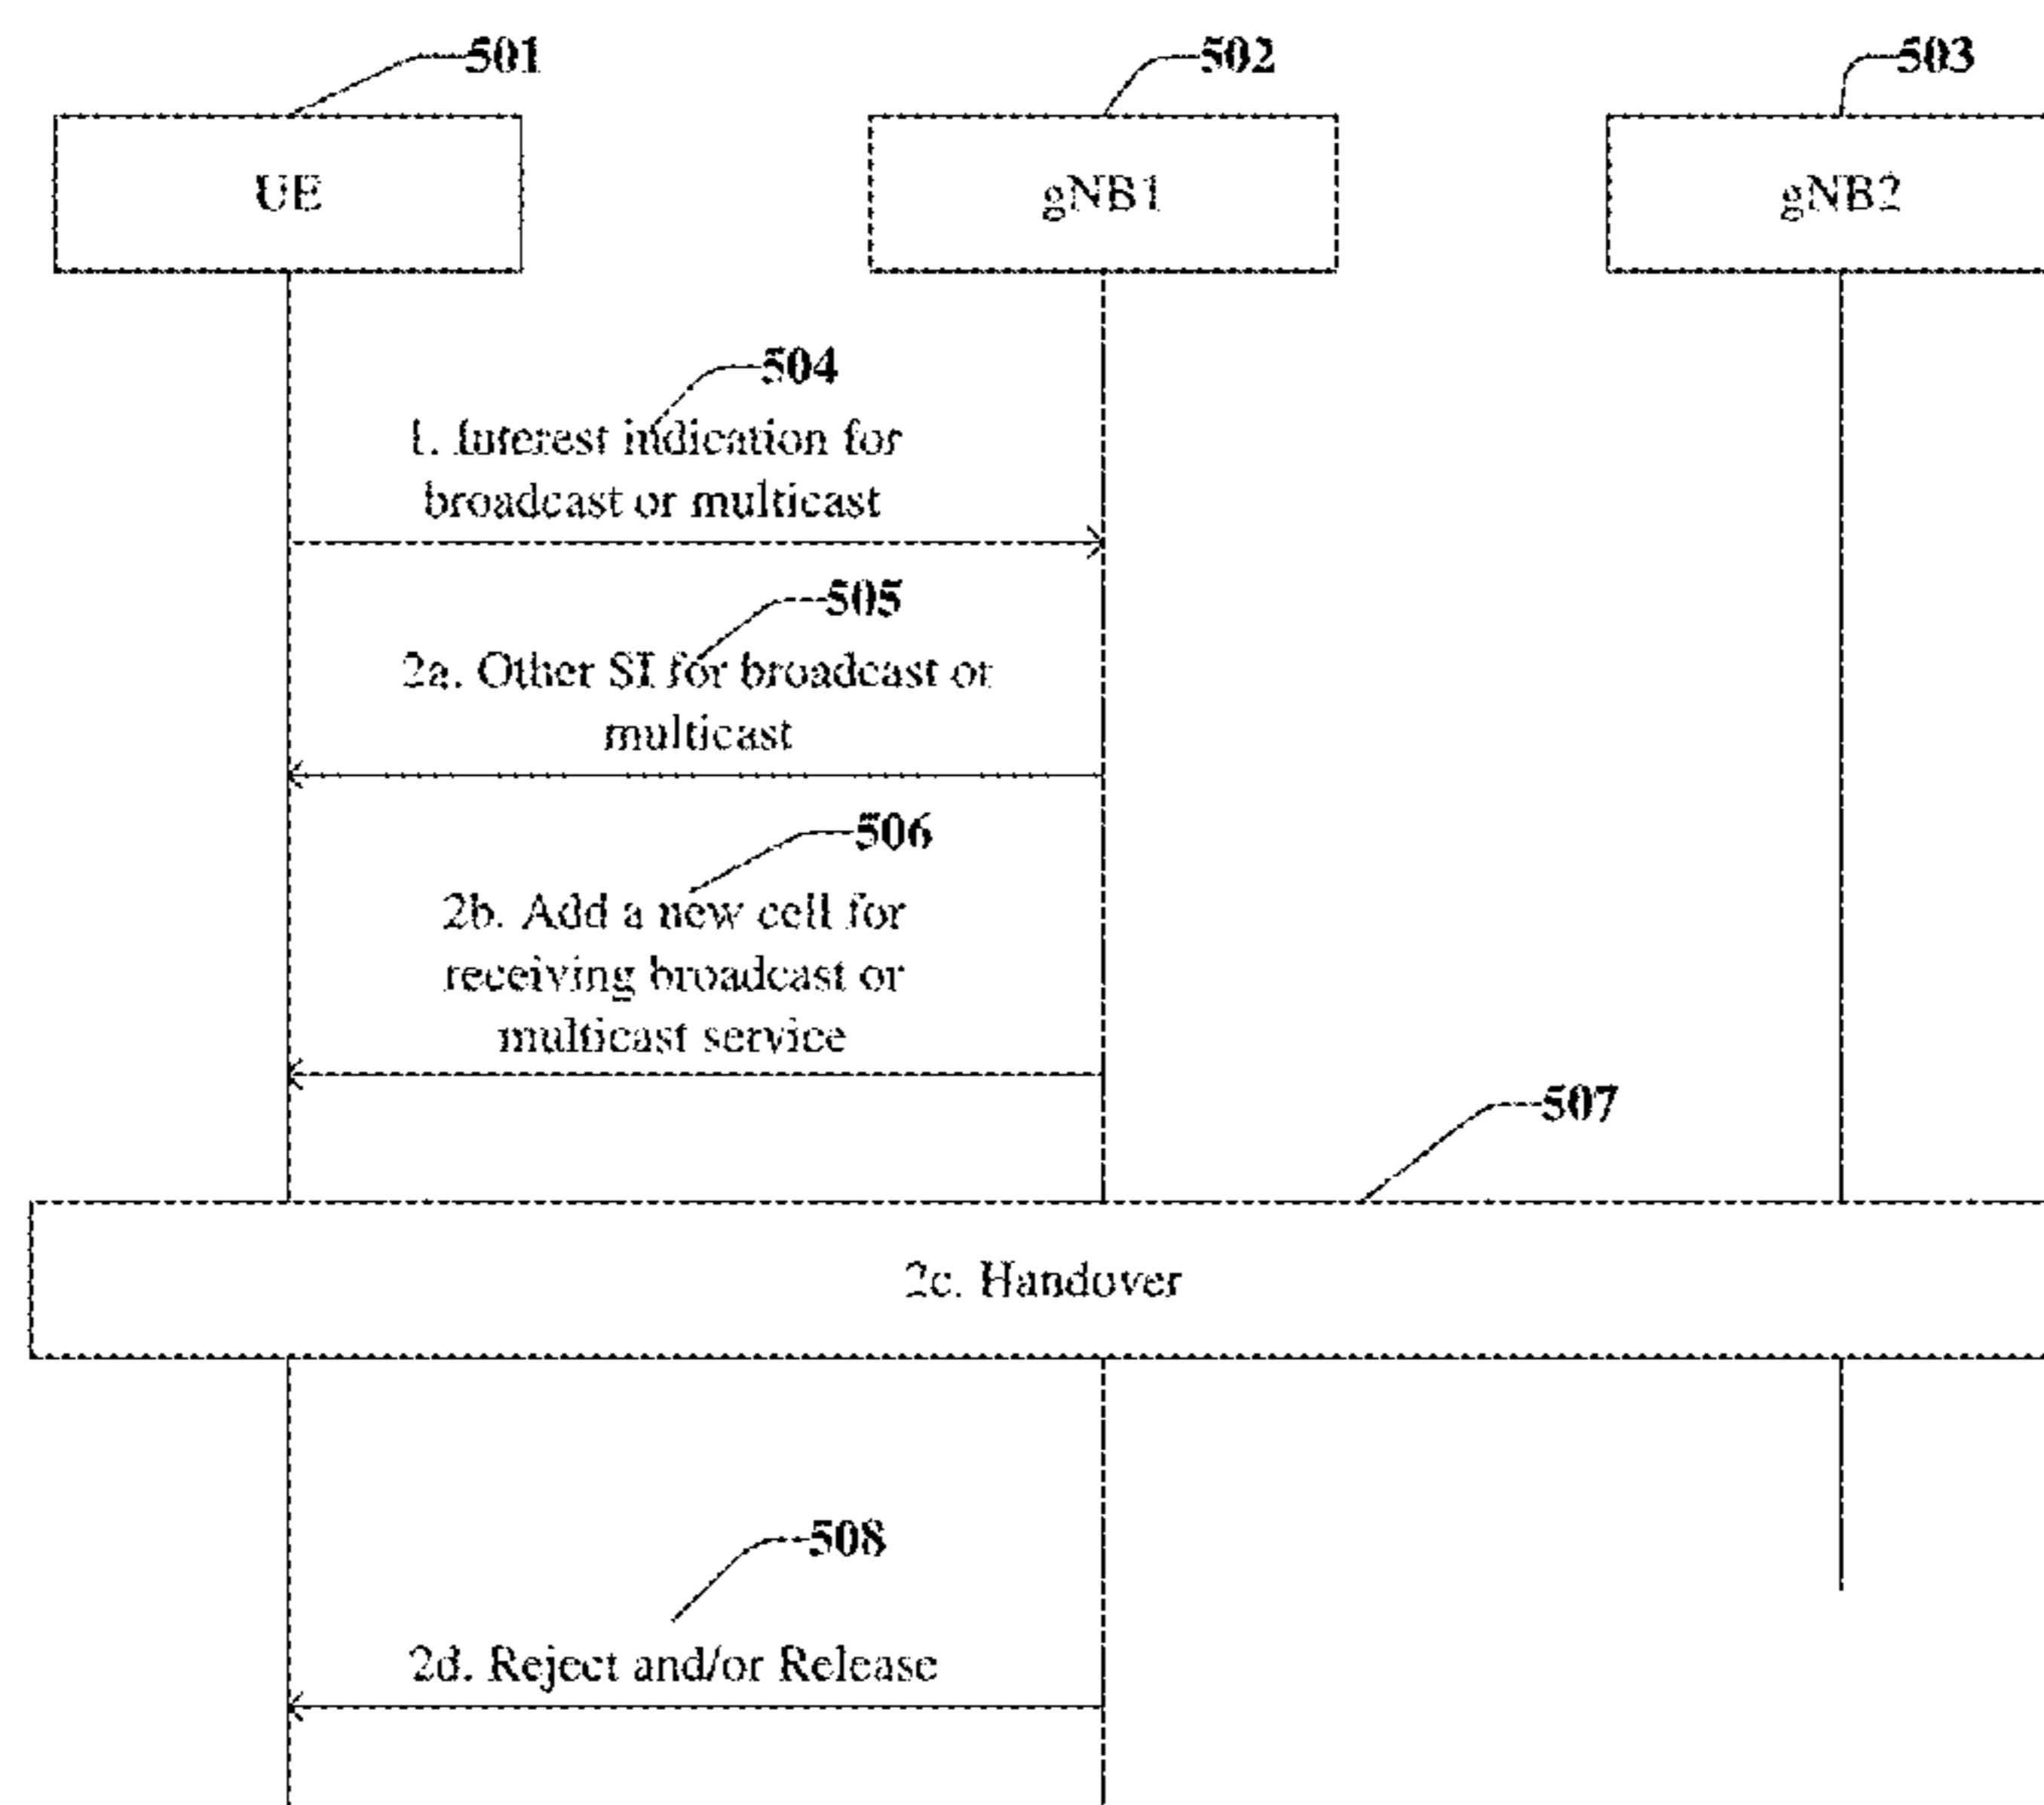 501
502
503
UE
gNB1
gNB2
504
1. Interest indication for
broadcast or multicast
505
2a. Other SI for broadcast or
multicast
506
2b. Add a new cell for
receiving broadcast or
multicast service
507
2c. Handover
508
2d. Reject and/or Release